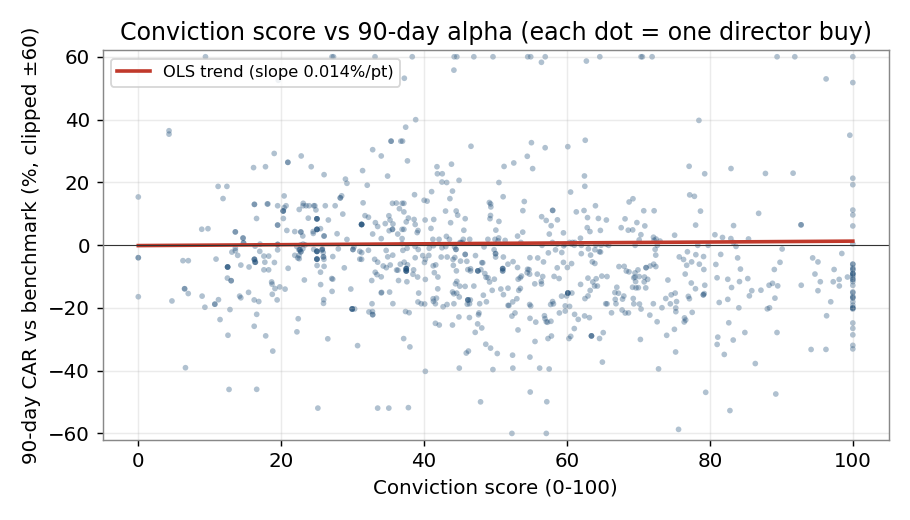 Conviction score vs 90-day alpha (each dot = one director buy)
OLS trend (slope 0.014%/pt)
90-day CAR vs benchmark (%, clipped ±60)
60
40
20
0
−20
−40
−60
0 20 40 60 80 100
Conviction score (0-100)